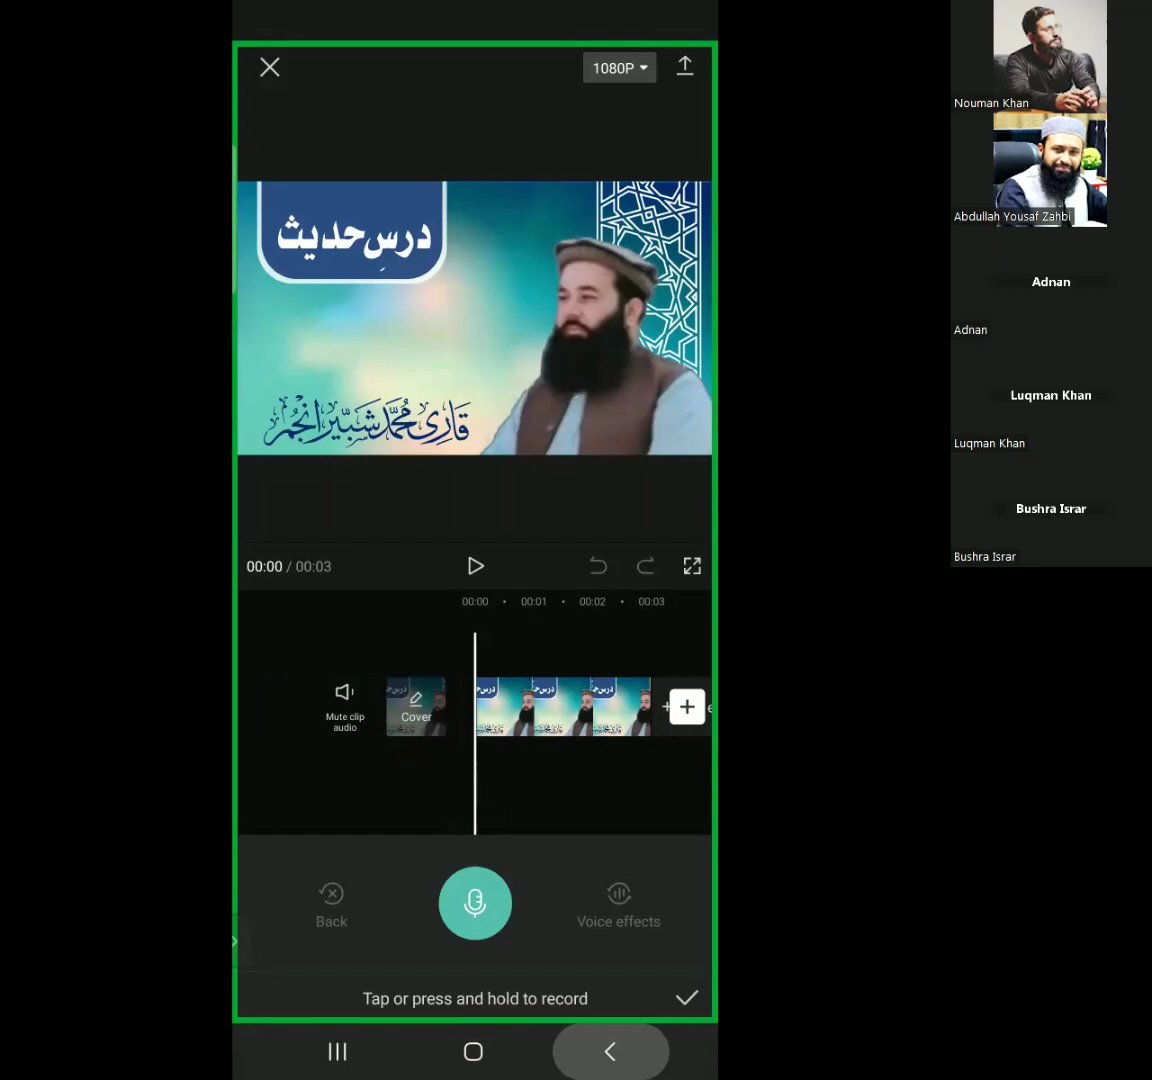 1080P
درسِ حدیث
قاری محمد شبیر انجم
00:00 / 00:03
00:00 00:01 00:02 00:03
Mute clip
audio
Cover
Back
Voice effects
Tap or press and hold to record
Nouman Khan
Abdullah Yousaf Zahbi
Adnan
Adnan
Luqman Khan
Luqman Khan
Bushra Israr
Bushra Israr